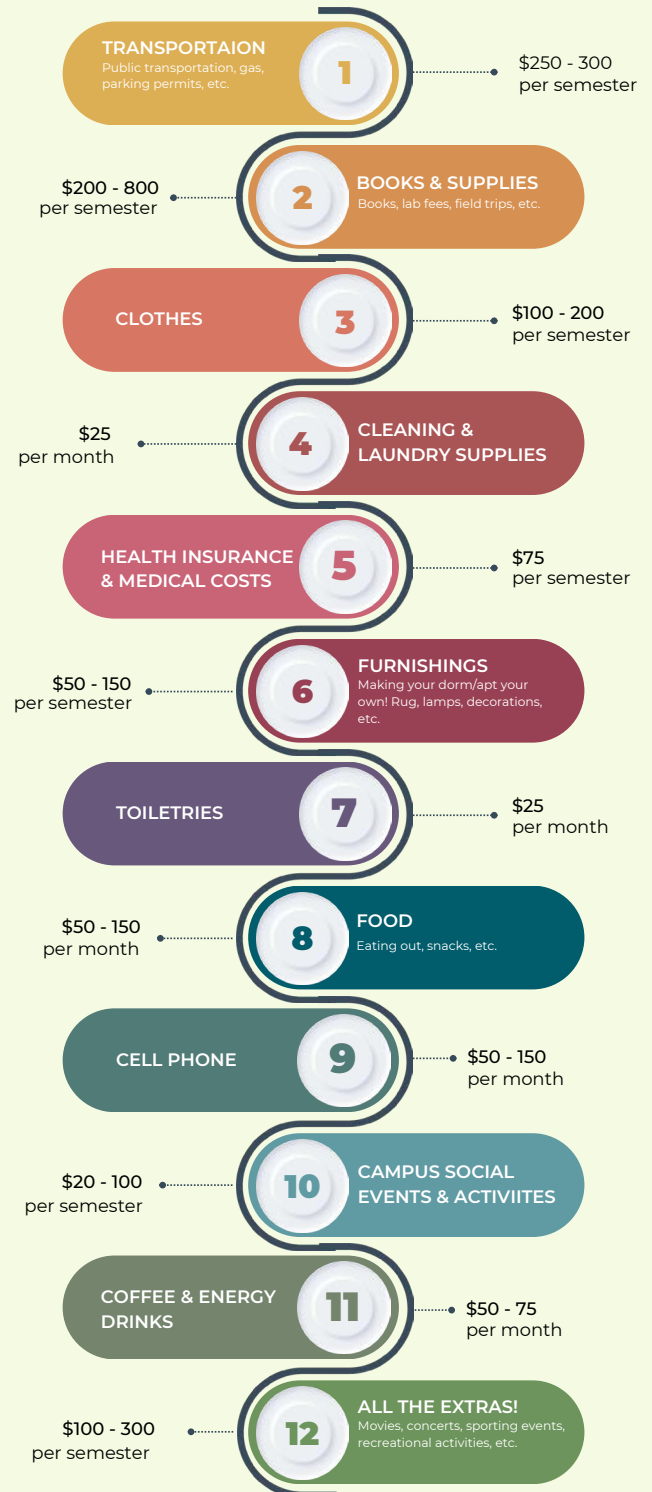 TRANSPORTAION
Public transportation, gas,
parking permits, etc.
1
$250 - 300
per semester
$200 - 800
per semester
2
BOOKS & SUPPLIES
Books, lab fees, field trips, etc.
CLOTHES
3
$100 - 200
per semester
$25
per month
4
CLEANING &
LAUNDRY SUPPLIES
HEALTH INSURANCE
& MEDICAL COSTS
5
$75
per semester
$50 - 150
per semester
6
FURNISHINGS
Making your dorm/apt your
own! Rug, lamps, decorations,
etc.
TOILETRIES
7
$25
per month
$50 - 150
per month
8
FOOD
Eating out, snacks, etc.
CELL PHONE
9
$50 - 150
per month
$20 - 100
per semester
10
CAMPUS SOCIAL
EVENTS & ACTIVIITES
COFFEE & ENERGY
DRINKS
11
$50 - 75
per month
$100 - 300
per semester
12
ALL THE EXTRAS!
Movies, concerts, sporting events,
recreational activities, etc.